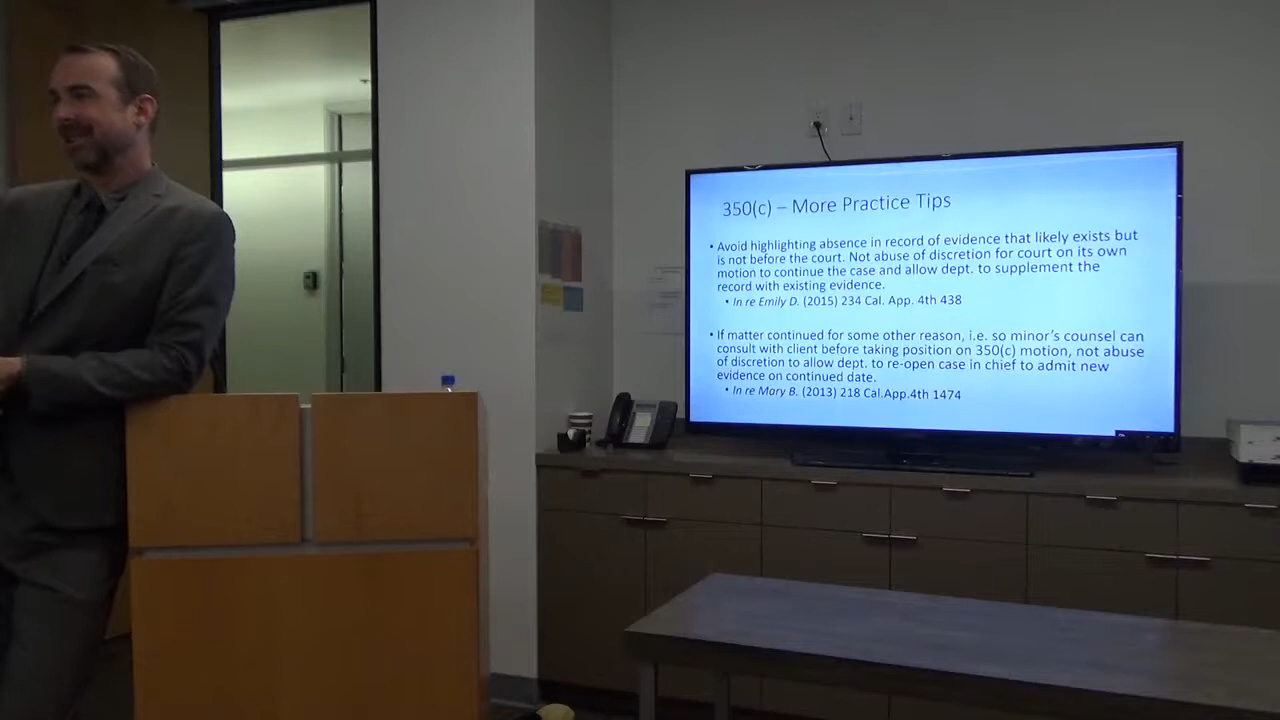 350(c) – More Practice Tips
• Avoid highlighting absence in record of evidence that likely exists but
is not before the court. Not abuse of discretion for court on its own
motion to continue the case and allow dept. to supplement the
record with existing evidence.
• In re Emily D. (2015) 234 Cal. App. 4th 438
• If matter continued for some other reason, i.e. so minor's counsel can
consult with client before taking position on 350(c) motion, not abuse
of discretion to allow dept. to re-open case in chief to admit new
evidence on continued date.
• In re Mary B. (2013) 218 Cal.App.4th 1474